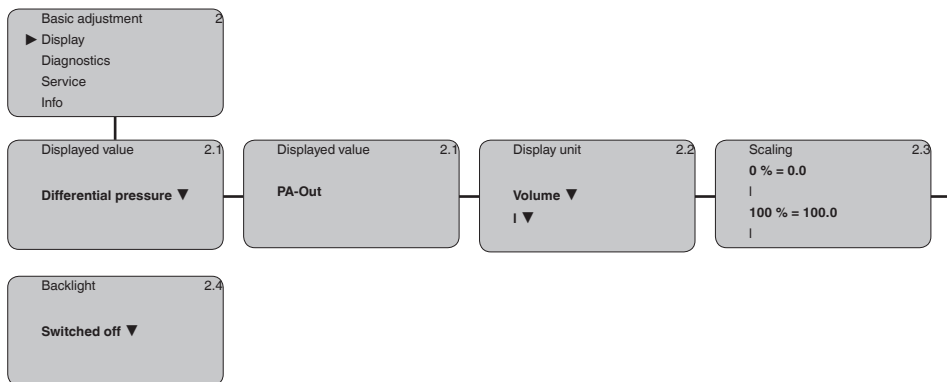 Basic adjustment 2
▶ Display
Diagnostics
Service
Info
Displayed value 2.1
Differential pressure ▼
Displayed value 2.1
PA-Out
Display unit 2.2
Volume ▼
l ▼
Scaling 2.3
0 % = 0.0
l
100 % = 100.0
l
Backlight 2.4
Switched off ▼